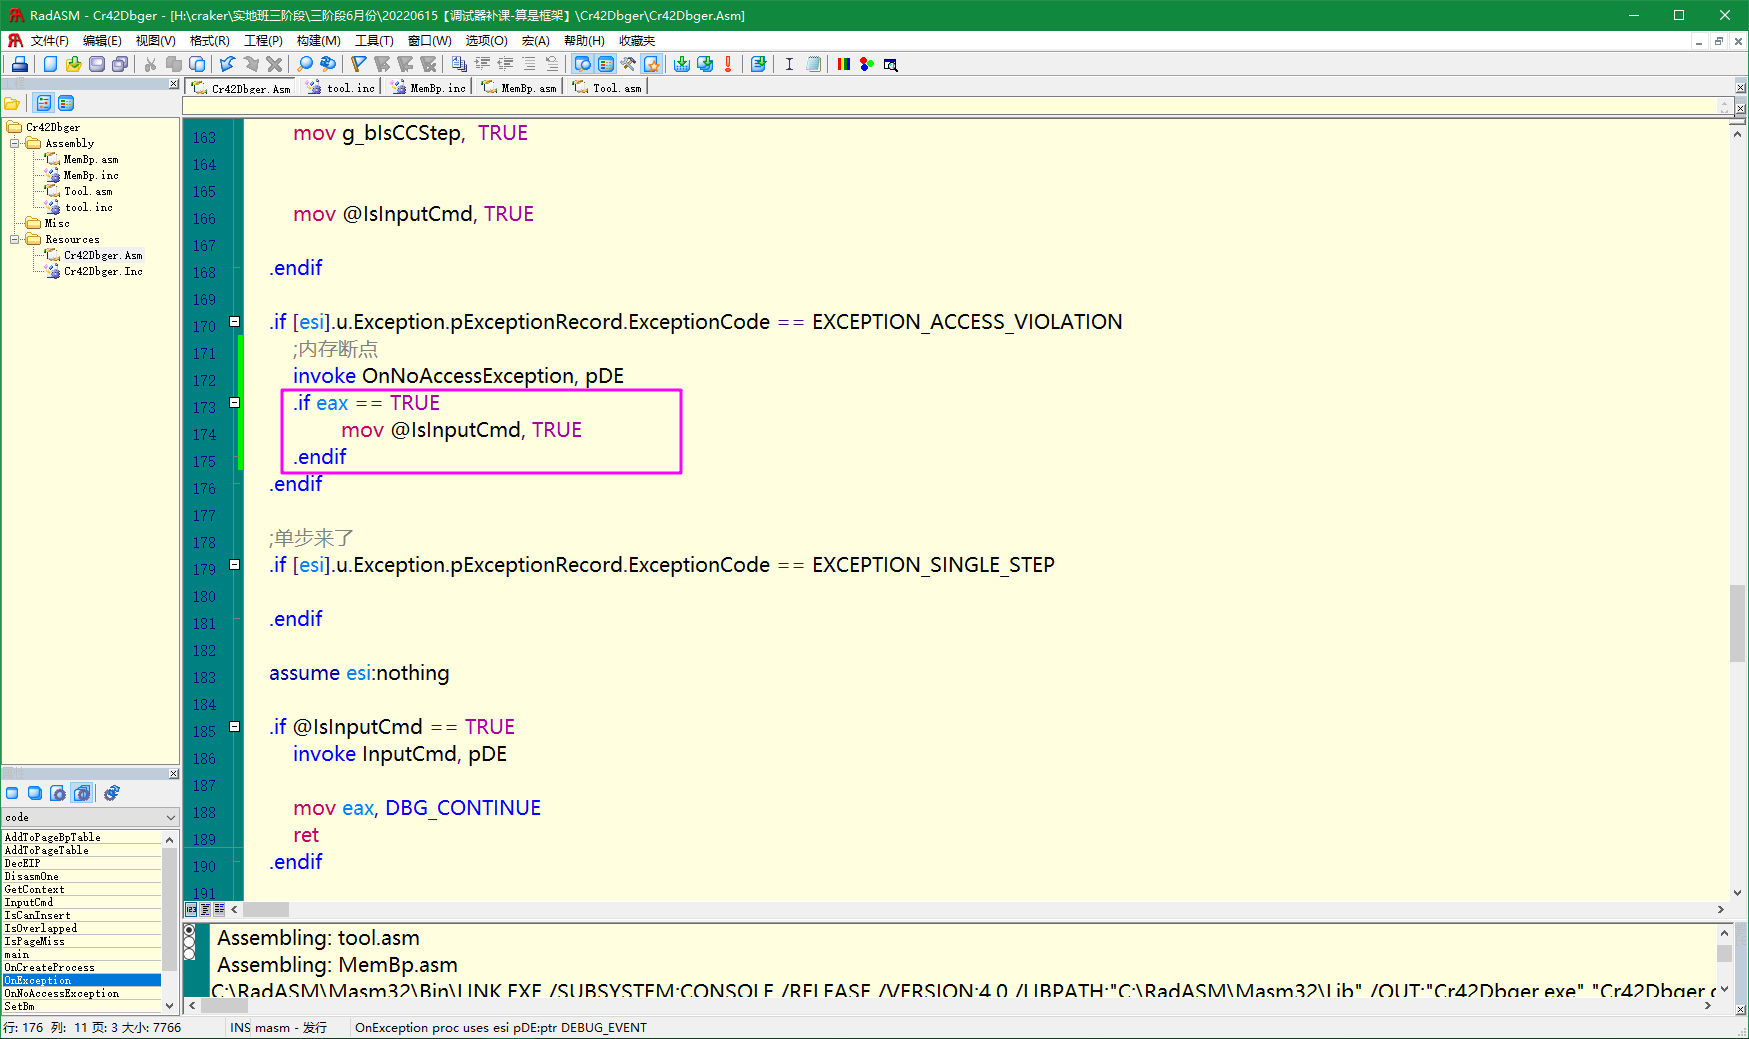 RadASM - Cr42Dbger - [H:\craker\实地班三阶段\三阶段6月份\20220615【调试器补课-算是框架】\Cr42Dbger\Cr42Dbger.Asm]
文件(F) 编辑(E) 视图(V) 格式(R) 工程(P) 构建(M) 工具(T) 窗口(W) 选项(O) 宏(A) 帮助(H) 收藏夹
Cr42Dbger.Asm tool.inc MemBp.inc MemBp.asm Tool.asm
Cr42Dbger
Assembly
MemBp.asm
MemBp.inc
Tool.asm
tool.inc
Misc
Resources
Cr42Dbger.Asm
Cr42Dbger.Inc
code
AddToPageBpTable
AddToPageTable
DecEIP
DisasmOne
GetContext
InputCmd
IsCanInsert
IsOverlapped
IsPageMiss
main
OnCreateProcess
OnException
OnNoAccessException
SetBm
163 mov g_bIsCCStep, TRUE
164
165
166 mov @IsInputCmd, TRUE
167
168 .endif
169
170 .if [esi].u.Exception.pExceptionRecord.ExceptionCode == EXCEPTION_ACCESS_VIOLATION
171 ;内存断点
172 invoke OnNoAccessException, pDE
173 .if eax == TRUE
174 mov @IsInputCmd, TRUE
175 .endif
176 .endif
177
178 ;单步来了
179 .if [esi].u.Exception.pExceptionRecord.ExceptionCode == EXCEPTION_SINGLE_STEP
180
181 .endif
182
183 assume esi:nothing
184
185 .if @IsInputCmd == TRUE
186 invoke InputCmd, pDE
187
188 mov eax, DBG_CONTINUE
189 ret
190 .endif
191
Assembling: tool.asm
Assembling: MemBp.asm
C:\RadASM\Masm32\Bin\LINK.EXE /SUBSYSTEM:CONSOLE /RELEASE /VERSION:4.0 /LIBPATH:"C:\RadASM\Masm32\Lib" /OUT:"Cr42Dbger.exe" "Cr42Dbger.o
行: 176 列: 11 页: 3 大小: 7766 INS masm - 发行 OnException proc uses esi pDE:ptr DEBUG_EVENT